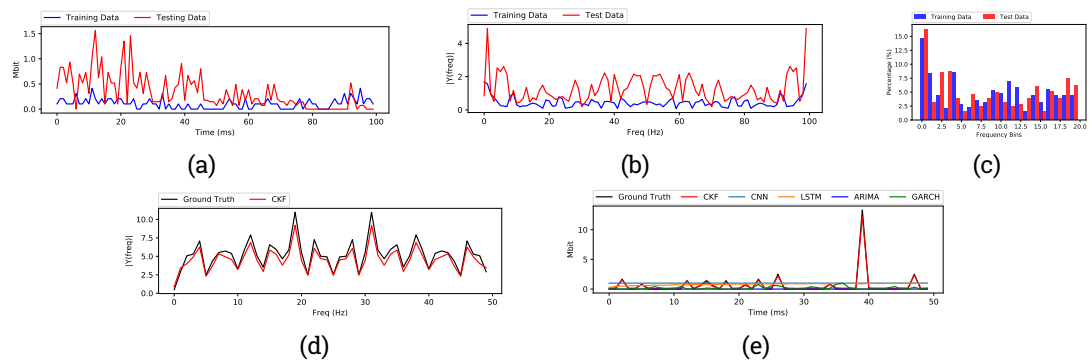 Training Data Testing Data
Mbit
1.5
1.0
0.5
0.0
0 20 40 60 80 100
Time (ms)
(a)
Training Data Test Data
|Y(freq)|
4
2
0
0 20 40 60 80 100
Freq (Hz)
(b)
Training Data Test Data
Percentage (%)
15.0
12.5
10.0
7.5
5.0
2.5
0.0
0.0 2.5 5.0 7.5 10.0 12.5 15.0 17.5 20.0
Frequency Bins
(c)
Ground Truth CKF
|Y(freq)|
10.0
7.5
5.0
2.5
0.0
0 10 20 30 40 50
Freq (Hz)
(d)
Ground Truth CKF CNN LSTM ARIMA GARCH
Mbit
10
5
0
0 10 20 30 40 50
Time (ms)
(e)